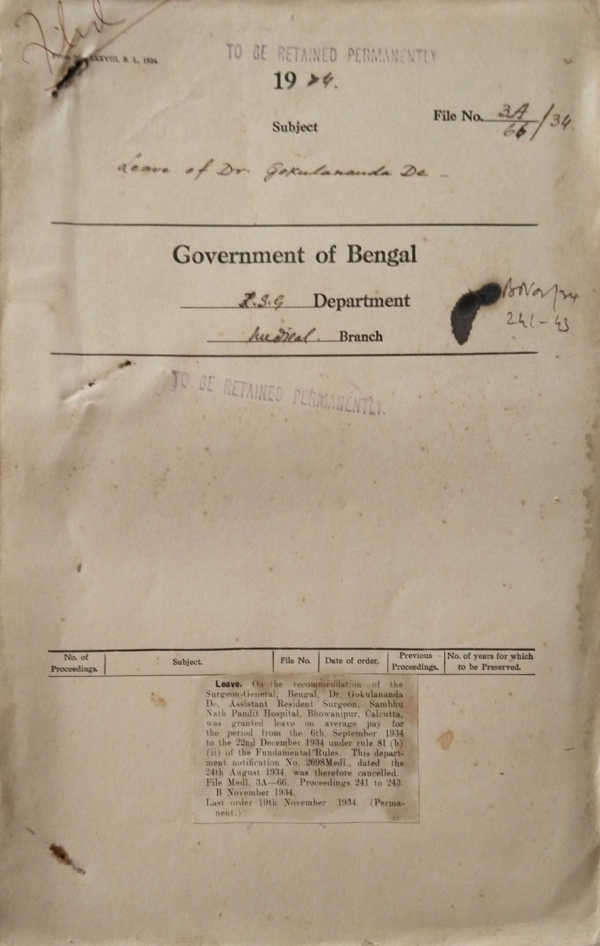 Filed
TO BE RETAINED PERMANENTLY
1934.
File No. 3A/66/34
Subject
Leave of Dr. Gokulananda De
Government of Bengal
L.S.G Department
Medical Branch
B Nov/34
241-43
TO BE RETAINED PERMANENTLY.
No. of Proceedings. Subject. File No. Date of order. Previous Proceedings. No. of years for which to be Preserved.
Leave. On the recommendation of the
Surgeon-General, Bengal, Dr. Gokulananda
De, Assistant Resident Surgeon, Sambhu
Nath Pandit Hospital, Bhowanipur, Calcutta,
was granted leave on average pay for
the period from the 6th September 1934
to the 22nd December 1934 under rule 81 (b)
(ii) of the Fundamental Rules. This depart-
ment notification No. 2698Medl., dated the
24th August 1934, was therefore cancelled.
File Medl. 3A—66. Proceedings 241 to 243.
B November 1934.
Last order 10th November 1934. (Perma-
nent.)